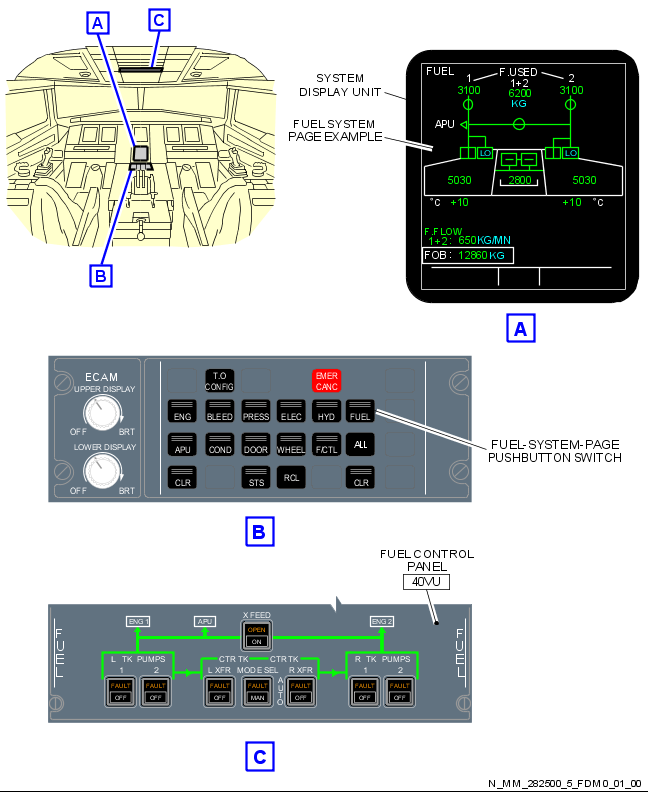 A
C
B
SYSTEM
DISPLAY UNIT
FUEL SYSTEM
PAGE EXAMPLE
FUEL
F.USED
1
1+2
2
3100
6200
3100
KG
APU
LO
LO
5030
2800
5030
°C
+10
+10
°C
F.FLOW
1+2: 650 KG/MN
FOB: 12860 KG
A
ECAM
UPPER DISPLAY
OFF
BRT
LOWER DISPLAY
OFF
BRT
T.O
CONFIG
EMER
CANC
ENG
BLEED
PRESS
ELEC
HYD
FUEL
APU
COND
DOOR
WHEEL
F/CTL
ALL
CLR
STS
RCL
CLR
FUEL-SYSTEM-PAGE
PUSHBUTTON SWITCH
B
FUEL CONTROL
PANEL
40VU
FUEL
ENG 1
APU
X FEED
ENG 2
OPEN
ON
L TK PUMPS
1
2
CTR TK
CTR TK
L XFR
MODE SEL
R XFR
R TK PUMPS
1
2
AUTO
FAULT
OFF
FAULT
OFF
FAULT
OFF
FAULT
MAN
FAULT
OFF
FAULT
OFF
FAULT
OFF
FUEL
C
N_MM_282500_5_FDM0_01_00